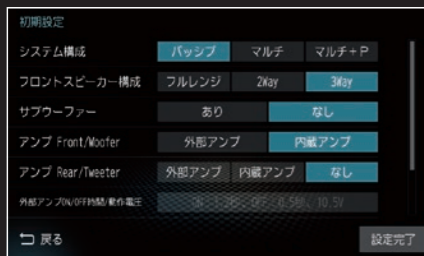 初期設定
システム構成 パッシブ マルチ マルチ+P
フロントスピーカー構成 フルレンジ 2Way 3Way
サブウーファー あり なし
アンプ Front/Woofer 外部アンプ 内蔵アンプ
アンプ Rear/Tweeter 外部アンプ 内蔵アンプ なし
外部アンプON/OFF時間/動作電圧 10.5V
戻る 設定完了